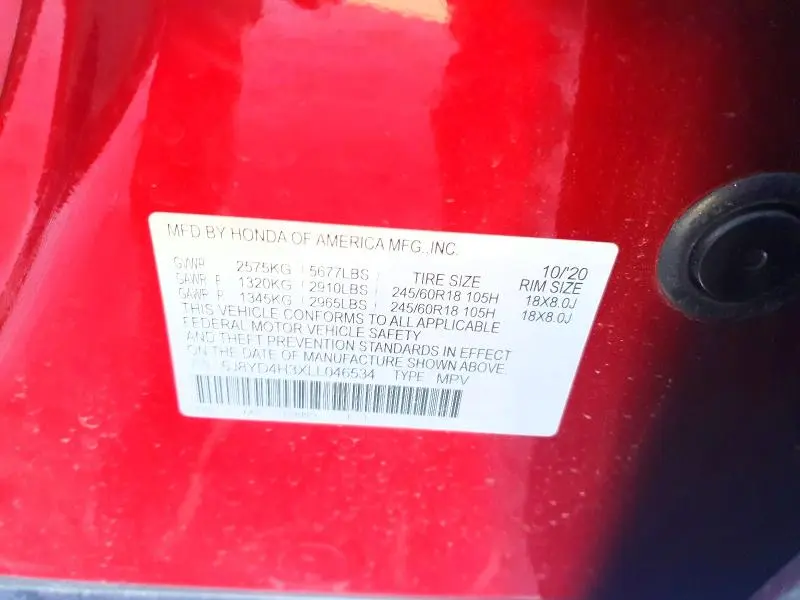 MFD BY HONDA OF AMERICA MFG.,INC.
10/20
GVWR 2575KG 5677LBS TIRE SIZE RIM SIZE
GAWR F 1320KG 2910LBS 245/60R18 105H 18X8.0J
GAWR R 1345KG 2965LBS 245/60R18 105H 18X8.0J
THIS VEHICLE CONFORMS TO ALL APPLICABLE
FEDERAL MOTOR VEHICLE SAFETY
AND THEFT PREVENTION STANDARDS IN EFFECT
ON THE DATE OF MANUFACTURE SHOWN ABOVE.
5J8YD4H3XLL046534 TYPE MPV